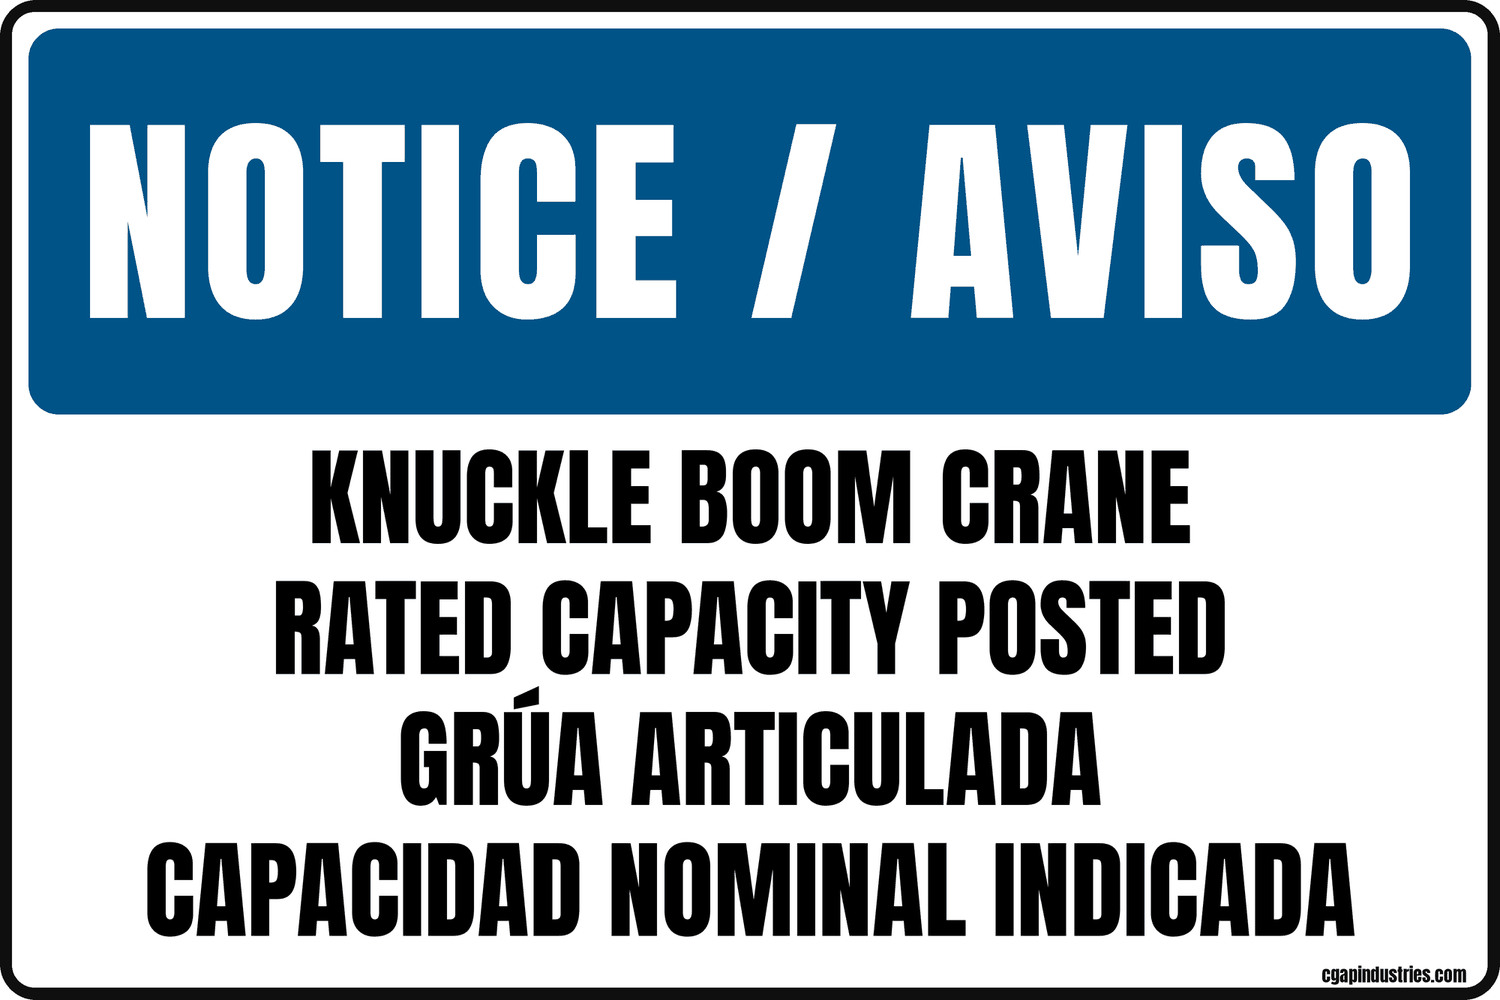 NOTICE / AVISO
KNUCKLE BOOM CRANE
RATED CAPACITY POSTED
GRÚA ARTICULADA
CAPACIDAD NOMINAL INDICADA
cgapindustries.com